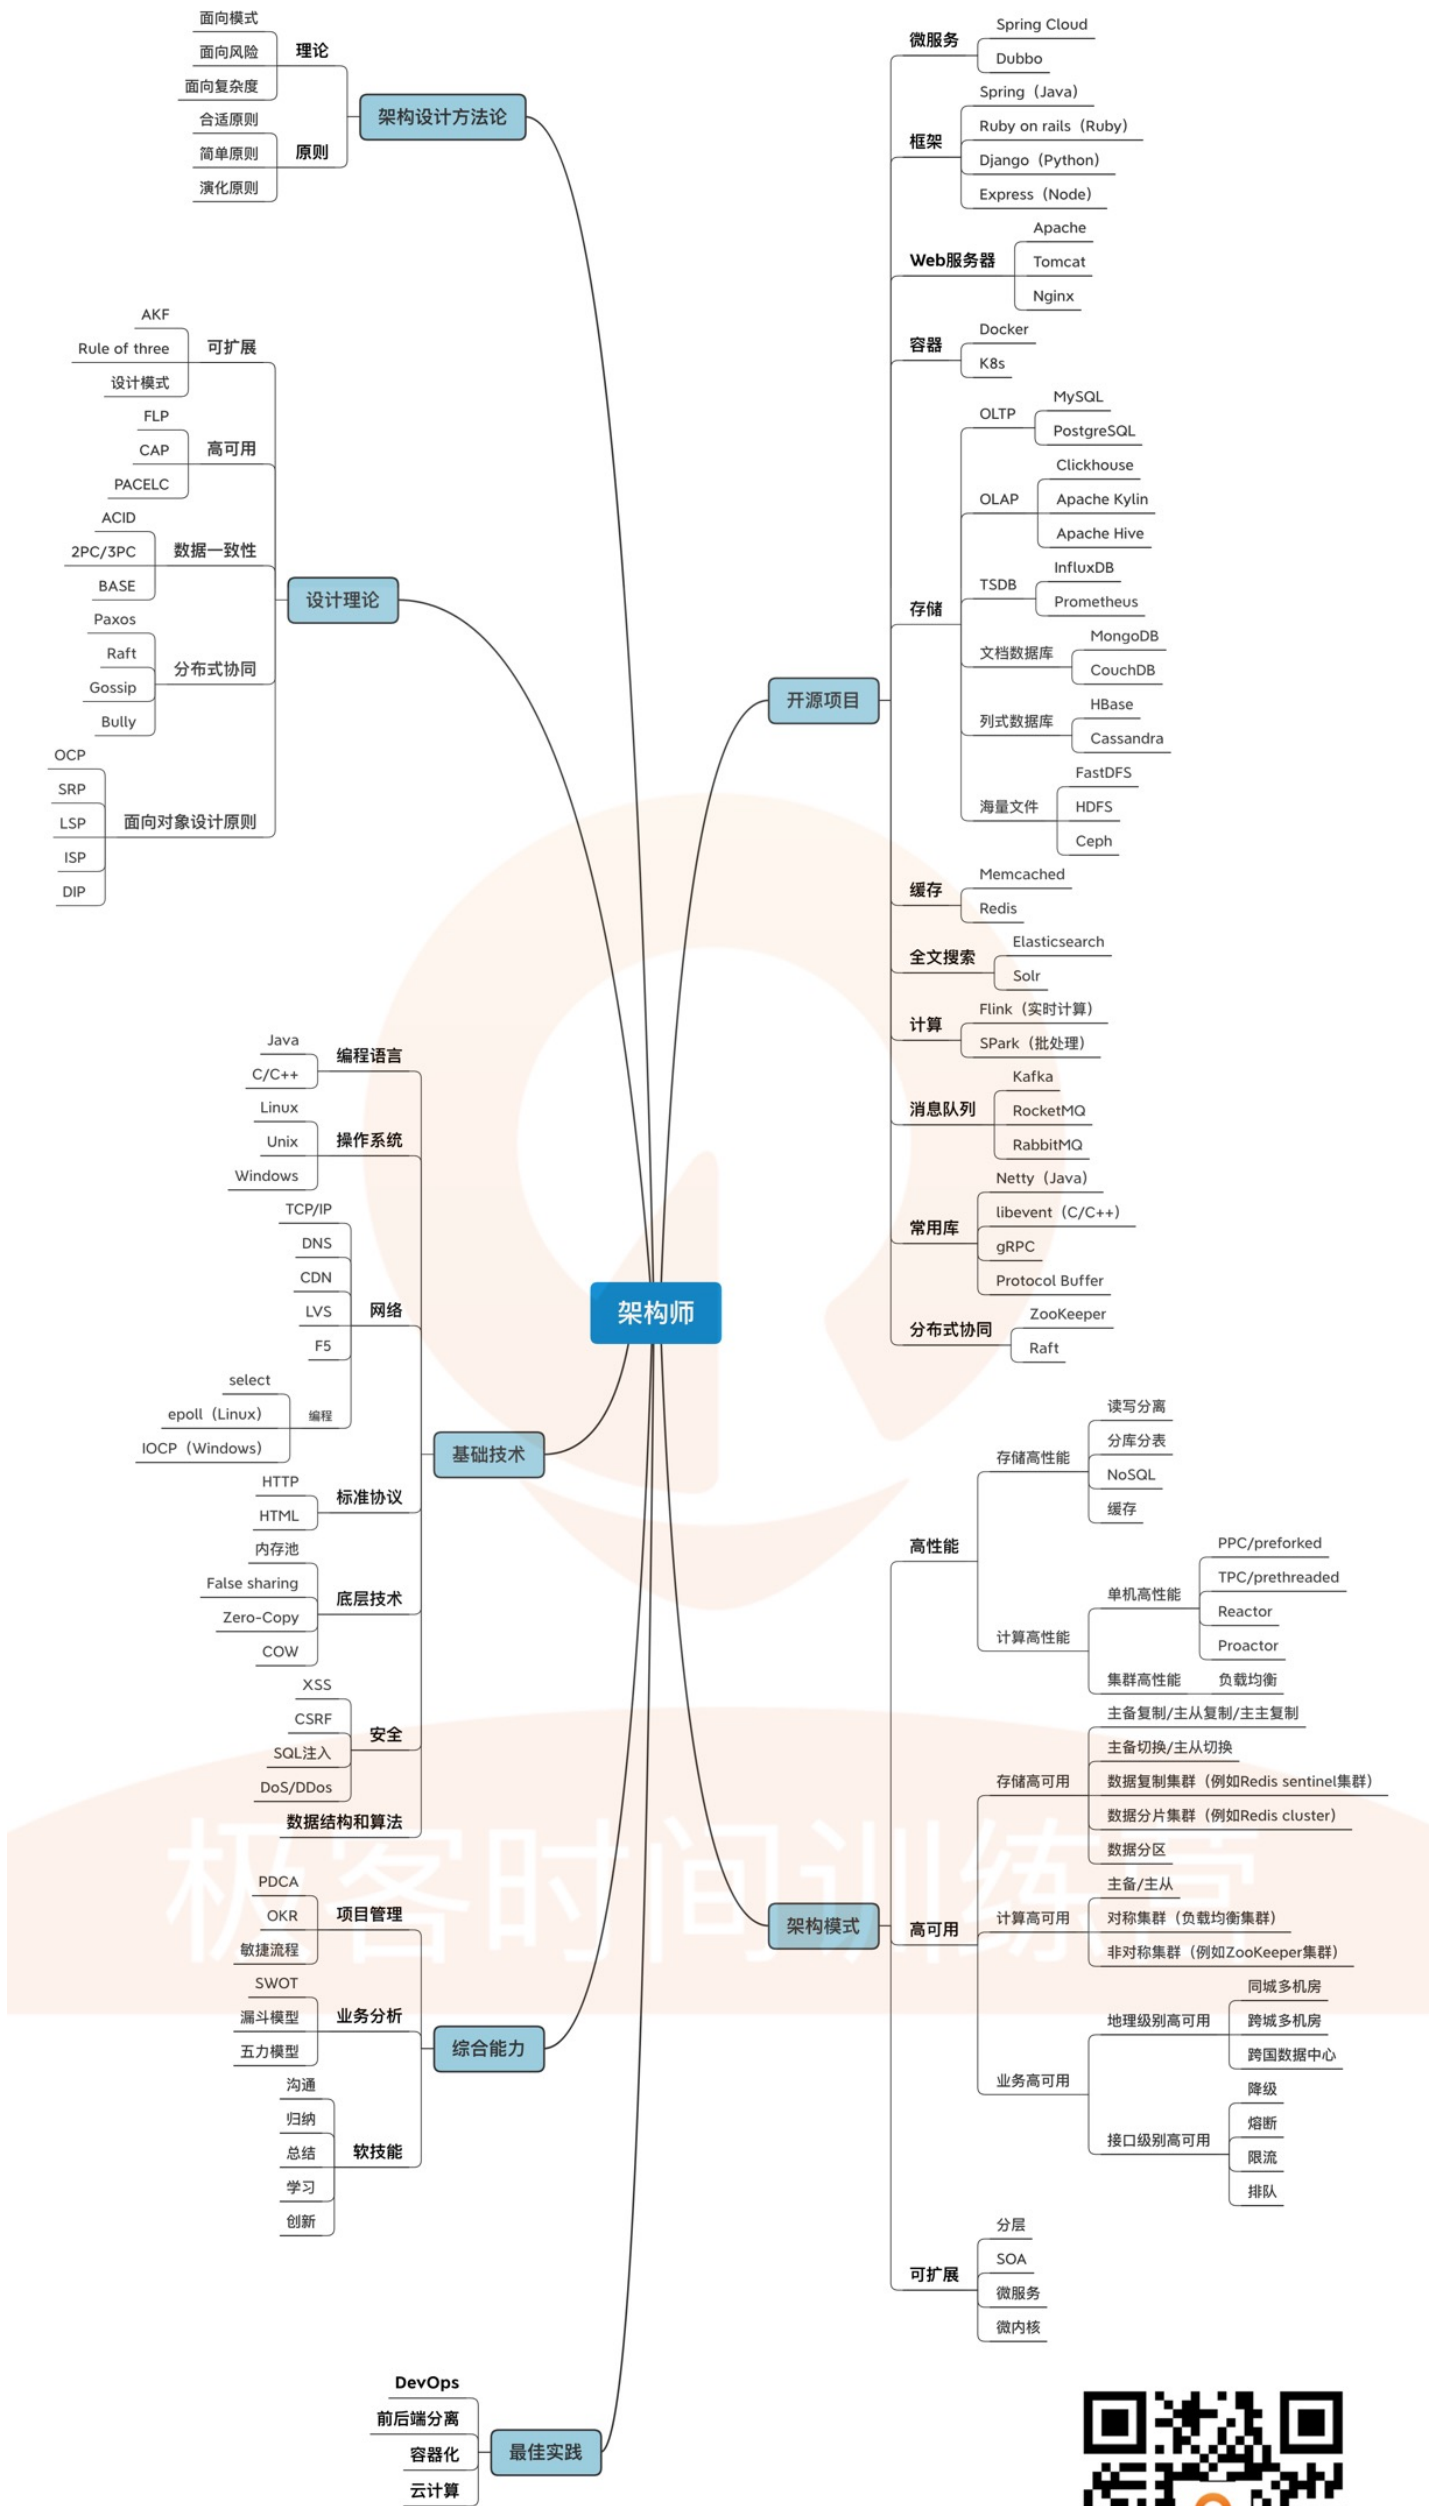 架构师
架构设计方法论
理论
面向模式
面向风险
面向复杂度
原则
合适原则
简单原则
演化原则
设计理论
可扩展
AKF
Rule of three
设计模式
高可用
FLP
CAP
PACELC
数据一致性
ACID
2PC/3PC
BASE
分布式协同
Paxos
Raft
Gossip
Bully
面向对象设计原则
OCP
SRP
LSP
ISP
DIP
基础技术
编程语言
Java
C/C++
操作系统
Linux
Unix
Windows
网络
TCP/IP
DNS
CDN
LVS
F5
编程
select
epoll（Linux）
IOCP（Windows）
标准协议
HTTP
HTML
底层技术
内存池
False sharing
Zero-Copy
COW
安全
XSS
CSRF
SQL注入
DoS/DDos
数据结构和算法
综合能力
项目管理
PDCA
OKR
敏捷流程
业务分析
SWOT
漏斗模型
五力模型
软技能
沟通
归纳
总结
学习
创新
最佳实践
DevOps
前后端分离
容器化
云计算
开源项目
微服务
Spring Cloud
Dubbo
框架
Spring（Java）
Ruby on rails（Ruby）
Django（Python）
Express（Node）
Web服务器
Apache
Tomcat
Nginx
容器
Docker
K8s
存储
OLTP
MySQL
PostgreSQL
OLAP
Clickhouse
Apache Kylin
Apache Hive
TSDB
InfluxDB
Prometheus
文档数据库
MongoDB
CouchDB
列式数据库
HBase
Cassandra
海量文件
FastDFS
HDFS
Ceph
缓存
Memcached
Redis
全文搜索
Elasticsearch
Solr
计算
Flink（实时计算）
SPark（批处理）
消息队列
Kafka
RocketMQ
RabbitMQ
常用库
Netty（Java）
libevent（C/C++）
gRPC
Protocol Buffer
分布式协同
ZooKeeper
Raft
架构模式
高性能
存储高性能
读写分离
分库分表
NoSQL
缓存
计算高性能
单机高性能
PPC/preforked
TPC/prethreaded
Reactor
Proactor
集群高性能
负载均衡
高可用
存储高可用
主备复制/主从复制/主主复制
主备切换/主从切换
数据复制集群（例如Redis sentinel集群）
数据分片集群（例如Redis cluster）
数据分区
计算高可用
主备/主从
对称集群（负载均衡集群）
非对称集群（例如ZooKeeper集群）
业务高可用
地理级别高可用
同城多机房
跨城多机房
跨国数据中心
接口级别高可用
降级
熔断
限流
排队
可扩展
分层
SOA
微服务
微内核
极客时间训练营